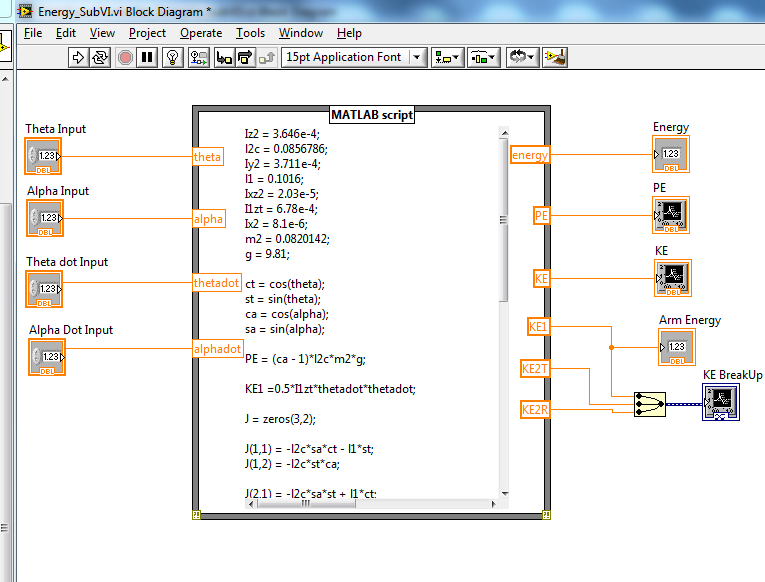 Energy_SubVI.vi Block Diagram *
File Edit View Project Operate Tools Window Help
15pt Application Font
MATLAB script
Theta Input
1.23
DBL
theta
Alpha Input
1.23
DBL
alpha
Theta dot Input
1.23
DBL
thetadot
Alpha Dot Input
1.23
DBL
alphadot
Iz2 = 3.646e-4;
l2c = 0.0856786;
Iy2 = 3.711e-4;
l1 = 0.1016;
Ixz2 = 2.03e-5;
I1zt = 6.78e-4;
Ix2 = 8.1e-6;
m2 = 0.0820142;
g = 9.81;
ct = cos(theta);
st = sin(theta);
ca = cos(alpha);
sa = sin(alpha);
PE = (ca - 1)*l2c*m2*g;
KE1 =0.5*I1zt*thetadot*thetadot;
J = zeros(3,2);
J(1,1) = -l2c*sa*ct - l1*st;
J(1,2) = -l2c*st*ca;
J(2,1) = -l2c*sa*st + l1*ct;
energy
PE
KE
KE1
KE2T
KE2R
Energy
1.23
DBL
PE
DBL
KE
DBL
Arm Energy
1.23
DBL
KE BreakUp